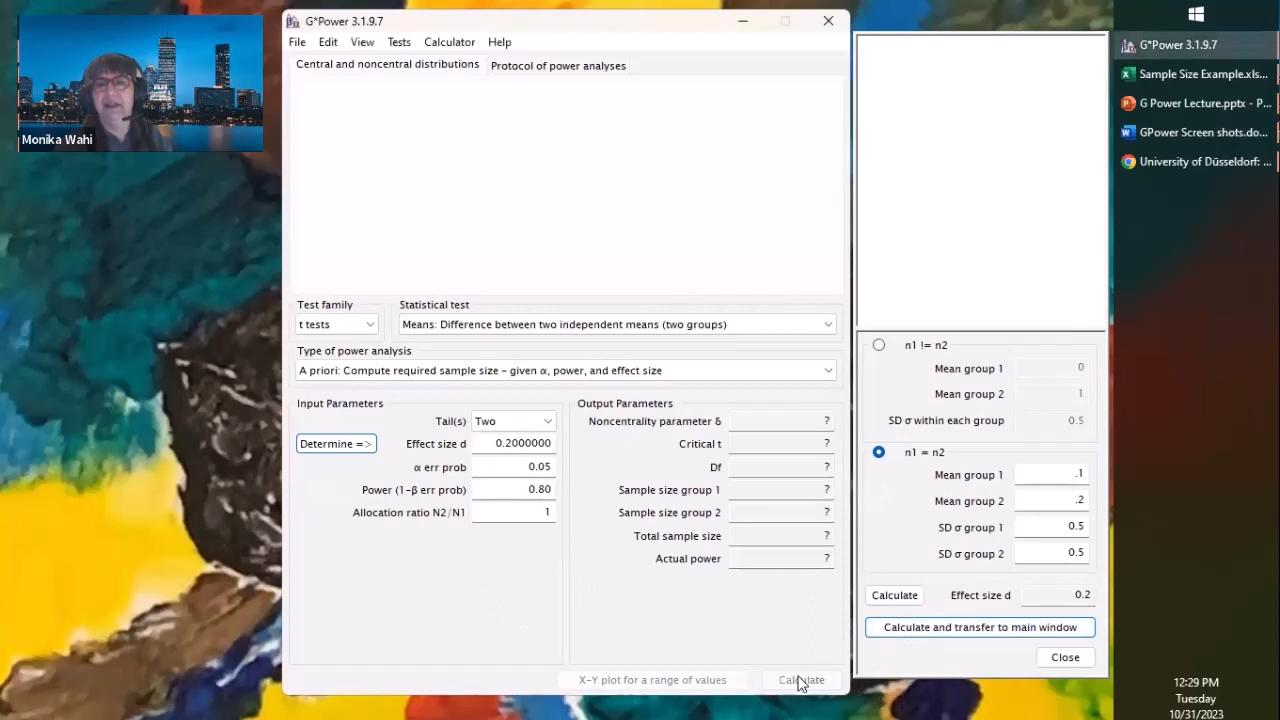 Monika Wahi
G*Power 3.1.9.7
File Edit View Tests Calculator Help
Central and noncentral distributions Protocol of power analyses
Test family Statistical test
t tests Means: Difference between two independent means (two groups)
Type of power analysis
A priori: Compute required sample size - given α, power, and effect size
Input Parameters Output Parameters
Tail(s) Two Noncentrality parameter δ ?
Determine => Effect size d 0.2000000 Critical t ?
α err prob 0.05 Df ?
Power (1-β err prob) 0.80 Sample size group 1 ?
Allocation ratio N2/N1 1 Sample size group 2 ?
Total sample size ?
Actual power ?
X-Y plot for a range of values Calculate
n1 != n2
Mean group 1 0
Mean group 2 1
SD σ within each group 0.5
n1 = n2
Mean group 1 .1
Mean group 2 .2
SD σ group 1 0.5
SD σ group 2 0.5
Calculate Effect size d 0.2
Calculate and transfer to main window
Close
G*Power 3.1.9.7
Sample Size Example.xls...
G Power Lecture.pptx - P...
GPower Screen shots.do...
University of Düsseldorf: ...
12:29 PM
Tuesday
10/31/2023